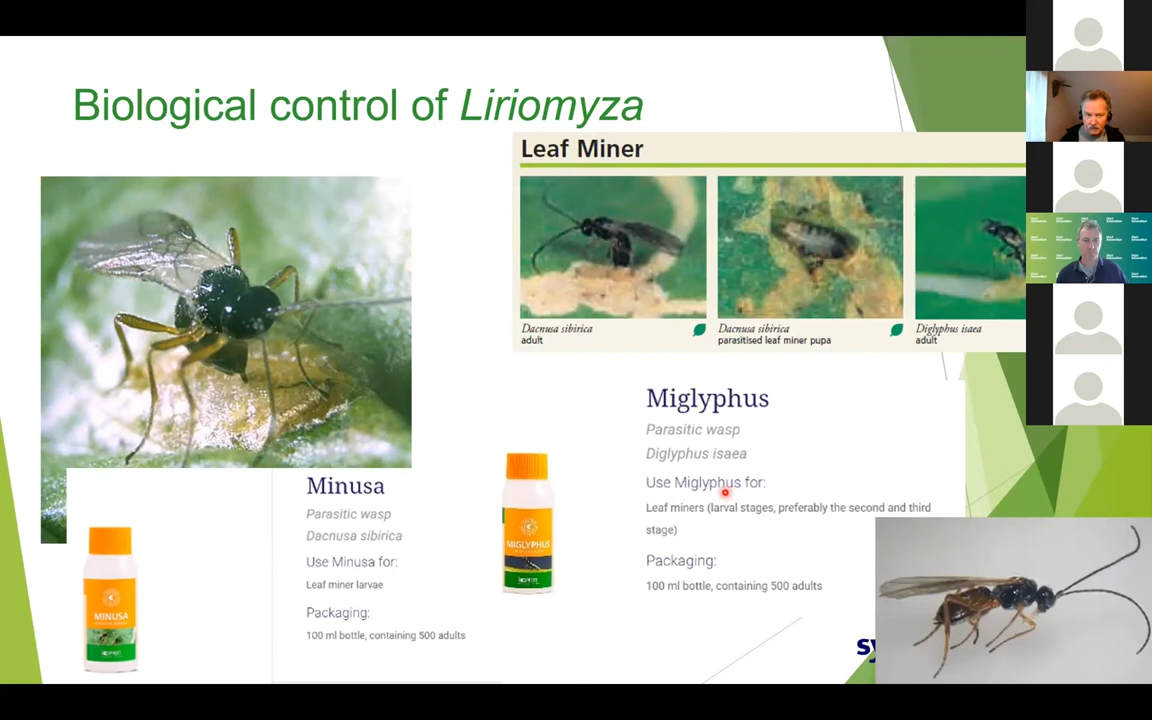 Biological control of Liriomyza
Leaf Miner
Dacnusa sibirica
adult
Dacnusa sibirica
parasitised leaf miner pupa
Diglyphus isaea
adult
Minusa
Parasitic wasp
Dacnusa sibirica
Use Minusa for:
Leaf miner larvae
Packaging:
100 ml bottle, containing 500 adults
MINUSA
Miglyphus
Parasitic wasp
Diglyphus isaea
Use Miglyphus for:
Leaf miners (larval stages, preferably the second and third
stage)
Packaging:
100 ml bottle, containing 500 adults
MIGLYPHUS
sy